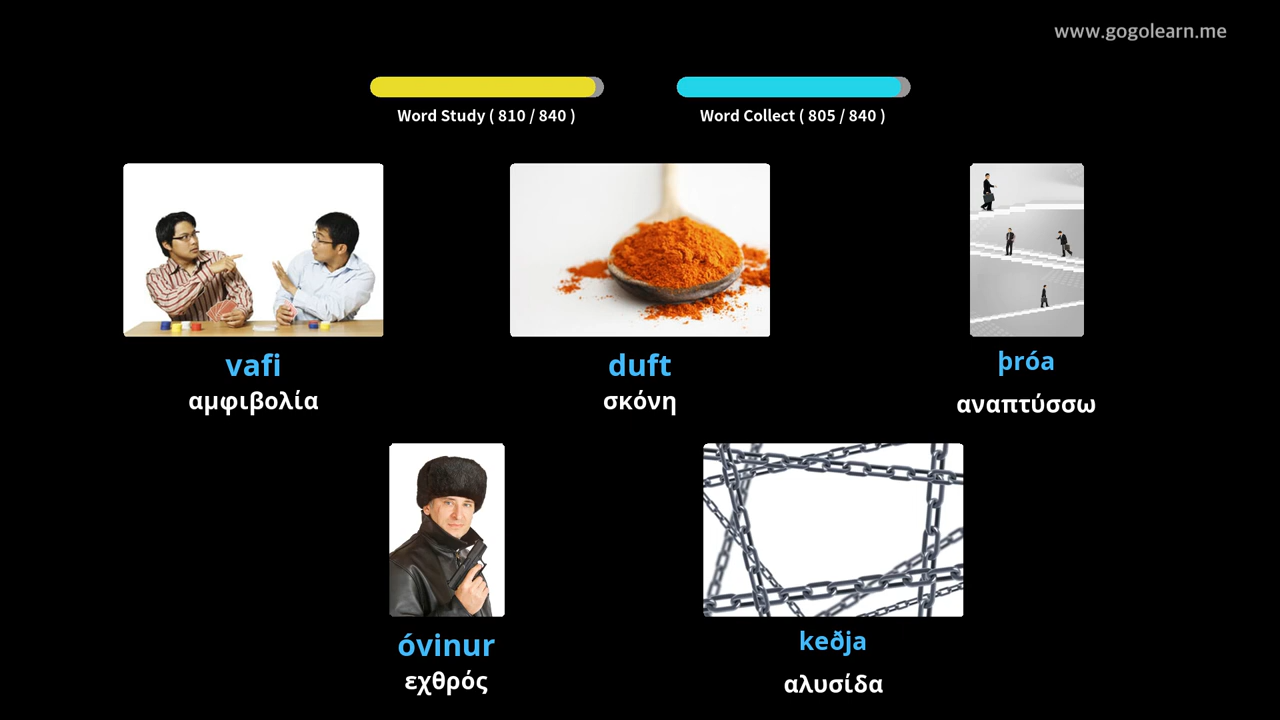 www.gogolearn.me
Word Study ( 810 / 840 )
Word Collect ( 805 / 840 )
vafi
αμφιβολία
duft
σκόνη
þróa
αναπτύσσω
óvinur
εχθρός
keðja
αλυσίδα